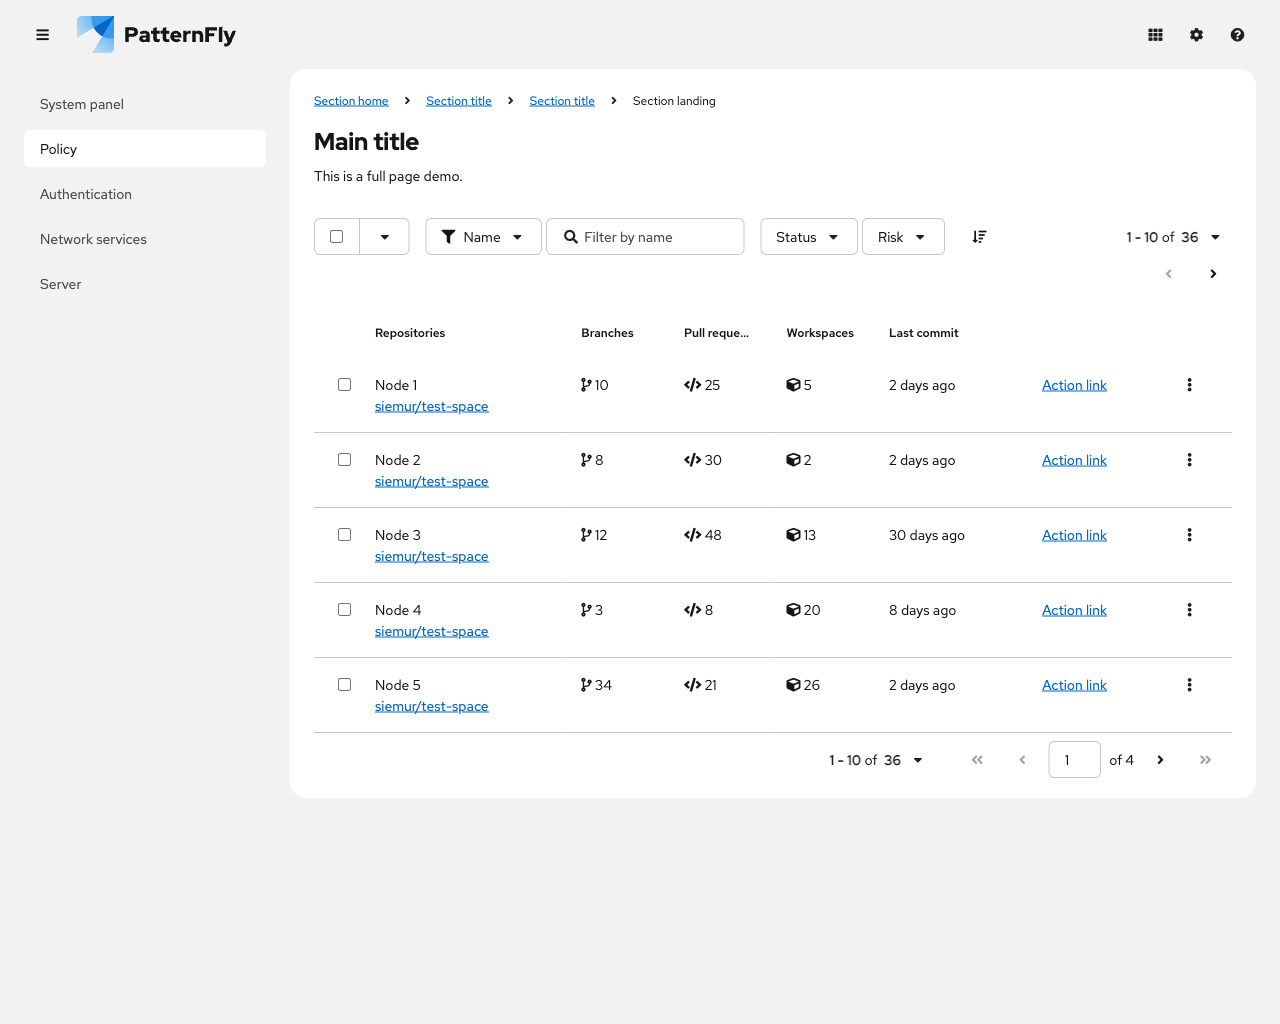 PatternFly
System panel
Policy
Authentication
Network services
Server
Section home Section title Section title Section landing
Main title
This is a full page demo.
Name Filter by name Status Risk 1 - 10 of 36
Repositories Branches Pull reque... Workspaces Last commit
Node 1 10 25 5 2 days ago Action link
siemur/test-space
Node 2 8 30 2 2 days ago Action link
siemur/test-space
Node 3 12 48 13 30 days ago Action link
siemur/test-space
Node 4 3 8 20 8 days ago Action link
siemur/test-space
Node 5 34 21 26 2 days ago Action link
siemur/test-space
1 - 10 of 36 1 of 4